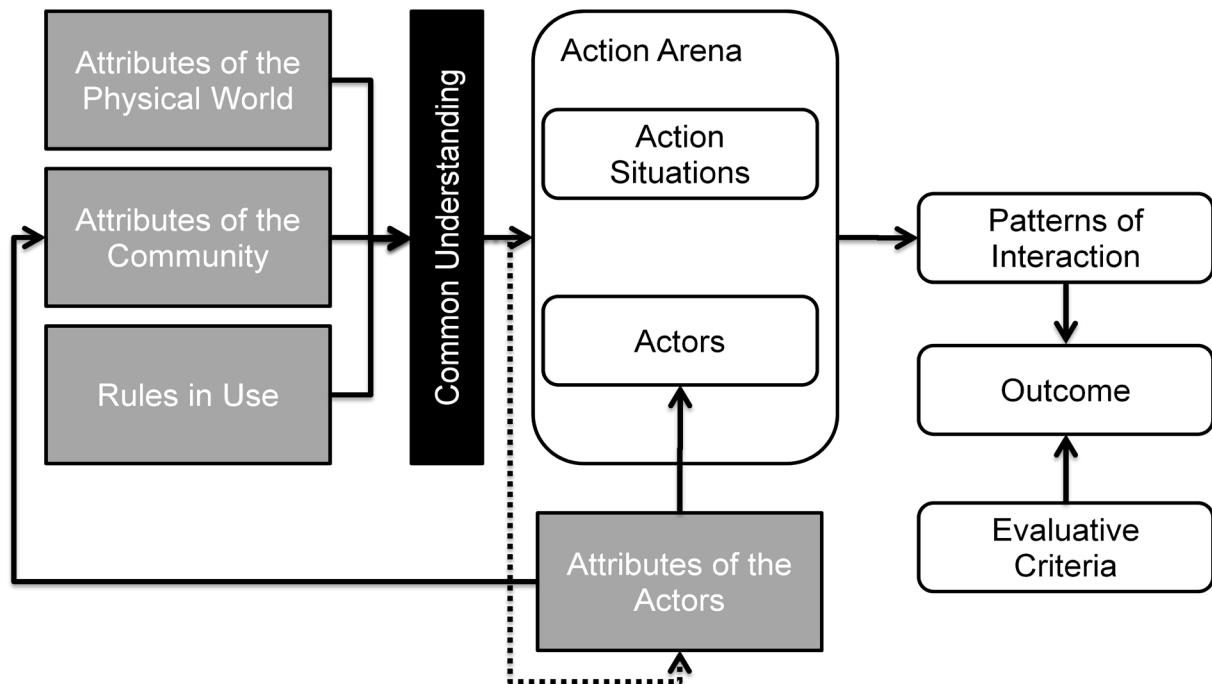 Attributes of the
Physical World
Attributes of the
Community
Rules in Use
Common Understanding
Action Arena
Action
Situations
Actors
Attributes of the
Actors
Patterns of
Interaction
Outcome
Evaluative
Criteria